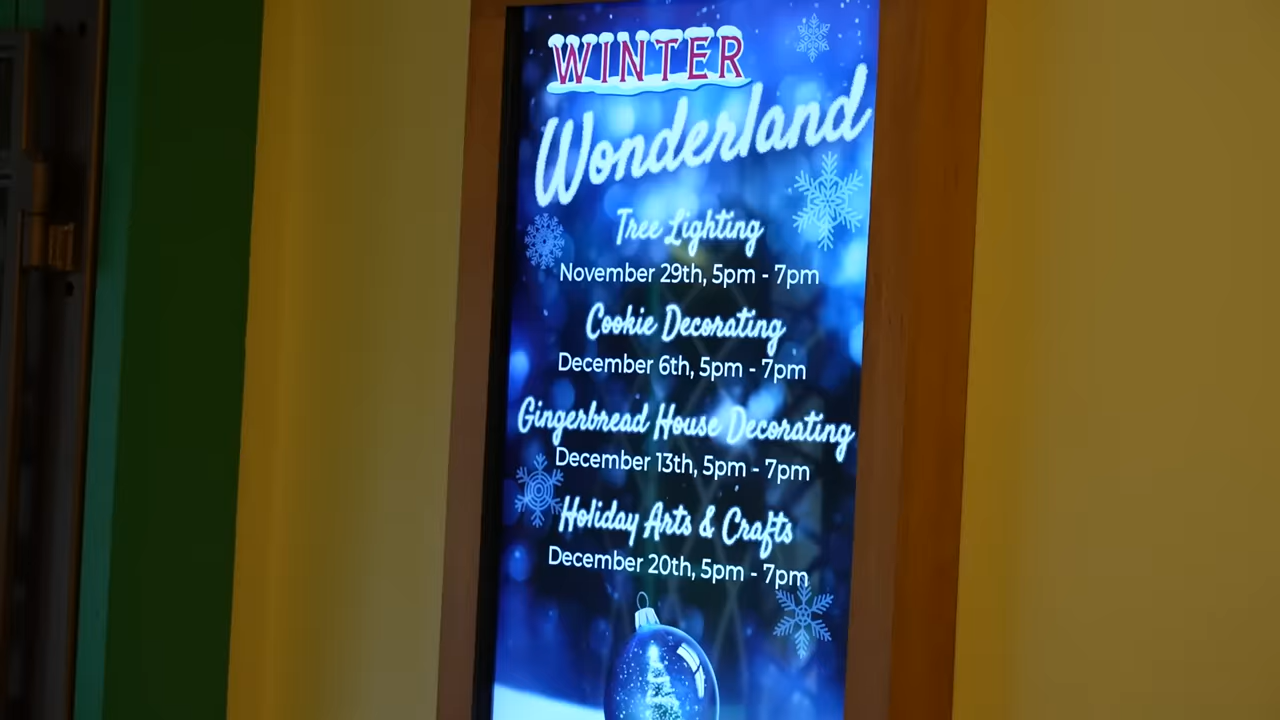 WINTER
Wonderland
Tree Lighting
November 29th, 5pm - 7pm
Cookie Decorating
December 6th, 5pm - 7pm
Gingerbread House Decorating
December 13th, 5pm - 7pm
Holiday Arts & Crafts
December 20th, 5pm - 7pm